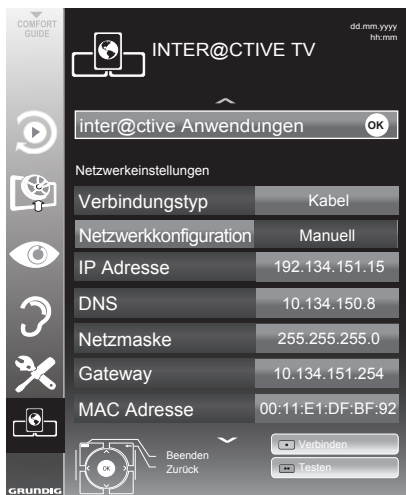 COMFORT
GUIDE
INTER@CTIVE TV
dd.mm.yyyy
hh:mm
inter@ctive Anwendungen OK
Netzwerkeinstellungen
Verbindungstyp Kabel
Netzwerkkonfiguration Manuell
IP Adresse 192.134.151.15
DNS 10.134.150.8
Netzmaske 255.255.255.0
Gateway 10.134.151.254
MAC Adresse 00:11:E1:DF:BF:92
OK
Beenden
Zurück
Verbinden
Testen
GRUNDIG